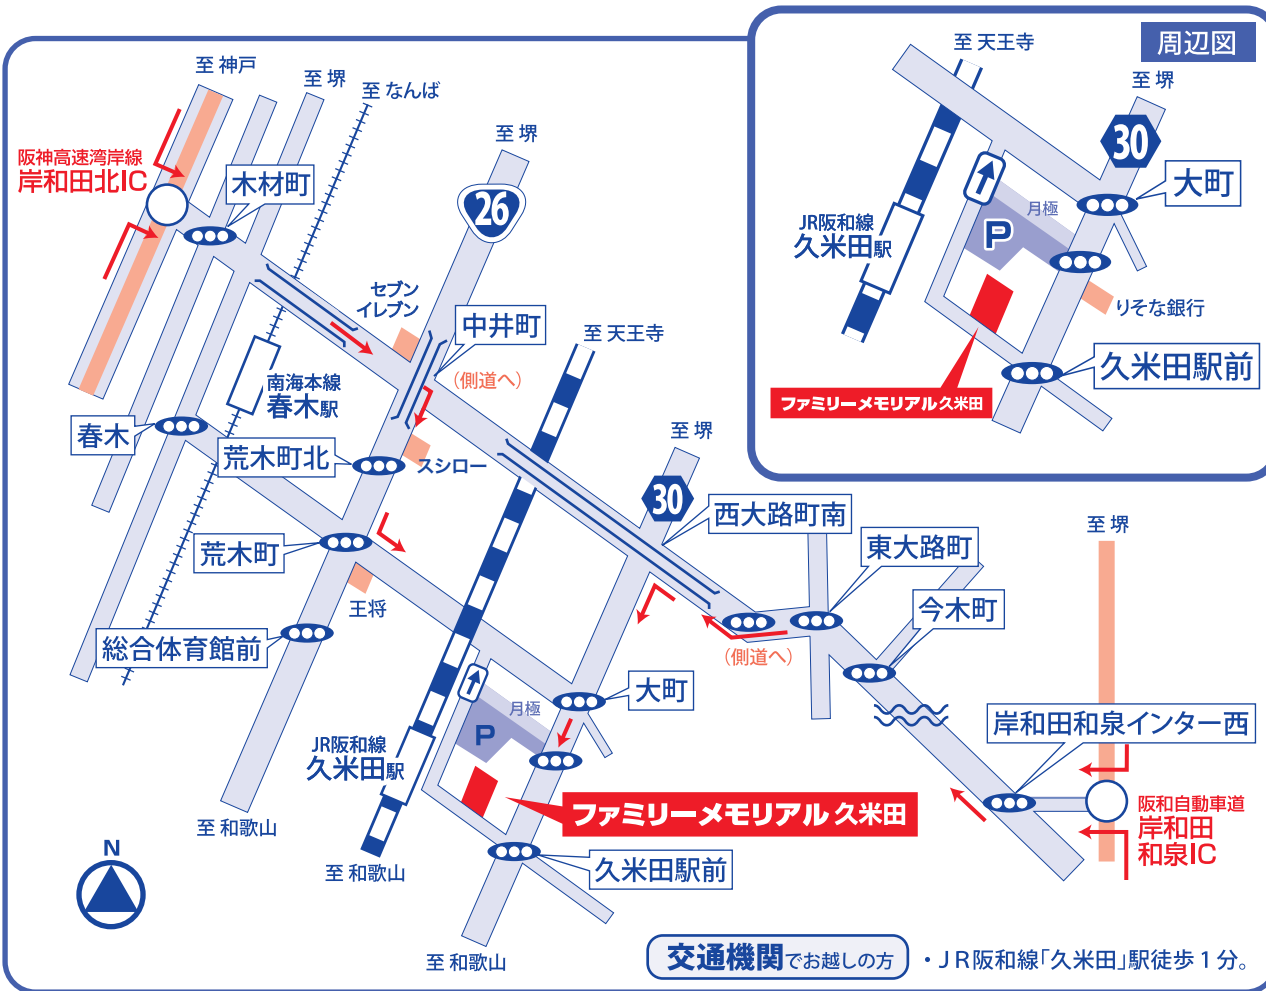 周辺図
至 天王寺
至 堺
30
大町
月極
P
JR阪和線
久米田駅
りそな銀行
久米田駅前
ファミリーメモリアル 久米田
至 神戸
至 堺
至 なんば
至 堺
阪神高速湾岸線
岸和田北IC
木材町
26
セブン
イレブン
中井町
(側道へ)
至 天王寺
南海本線
春木駅
春木
荒木町北
スシロー
至 堺
30
西大路町南
東大路町
至 堺
荒木町
王将
今木町
総合体育館前
(側道へ)
大町
月極
P
岸和田和泉インター西
JR阪和線
久米田駅
ファミリーメモリアル 久米田
阪和自動車道
岸和田
和泉IC
至 和歌山
N
至 和歌山
久米田駅前
至 和歌山
交通機関でお越しの方
・JR阪和線「久米田」駅徒歩1分。